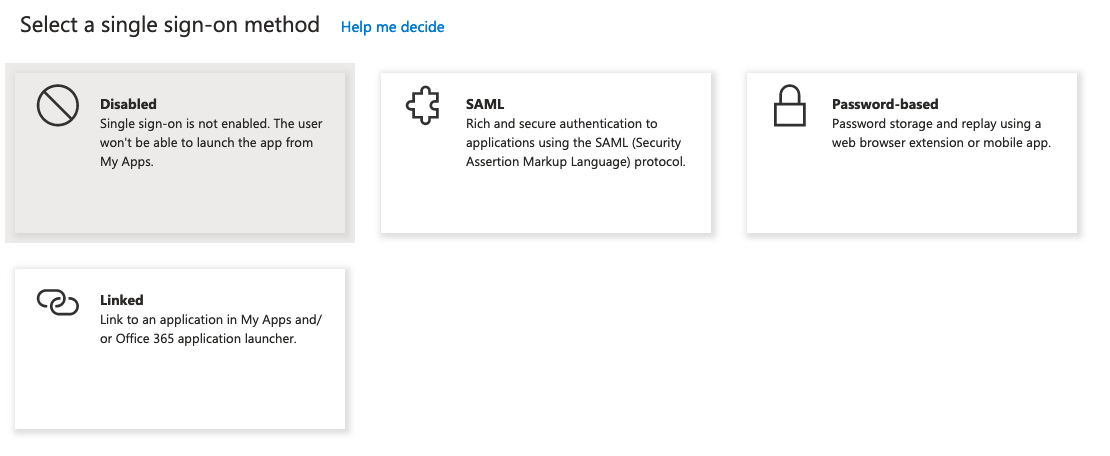 Select a single sign-on method Help me decide
Disabled
Single sign-on is not enabled. The user
won't be able to launch the app from
My Apps.
SAML
Rich and secure authentication to
applications using the SAML (Security
Assertion Markup Language) protocol.
Password-based
Password storage and replay using a
web browser extension or mobile app.
Linked
Link to an application in My Apps and/
or Office 365 application launcher.